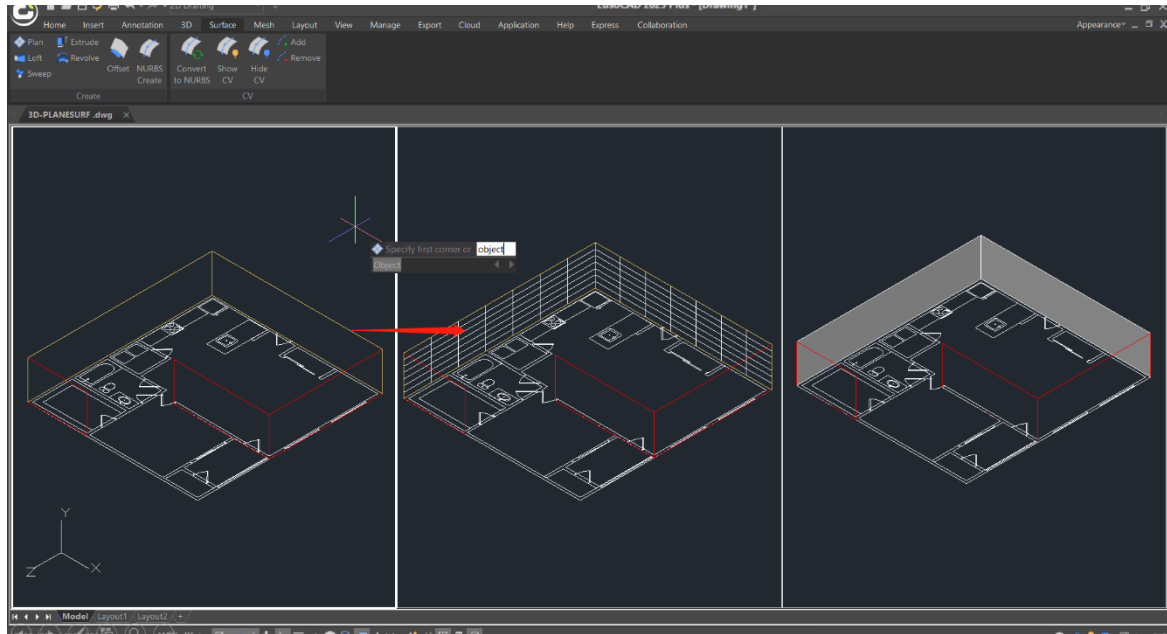 2D Drafting
Home Insert Annotation 3D Surface Mesh Layout View Manage Export Cloud Application Help Express Collaboration Appearance
Plan Extrude Add
Loft Revolve Remove
Sweep
Offset NURBS Create
Convert to NURBS
Show CV
Hide CV
Create CV
3D-PLANESURF .dwg
Specify first corner or object
Object
Y
Z X
Model Layout1 Layout2 +